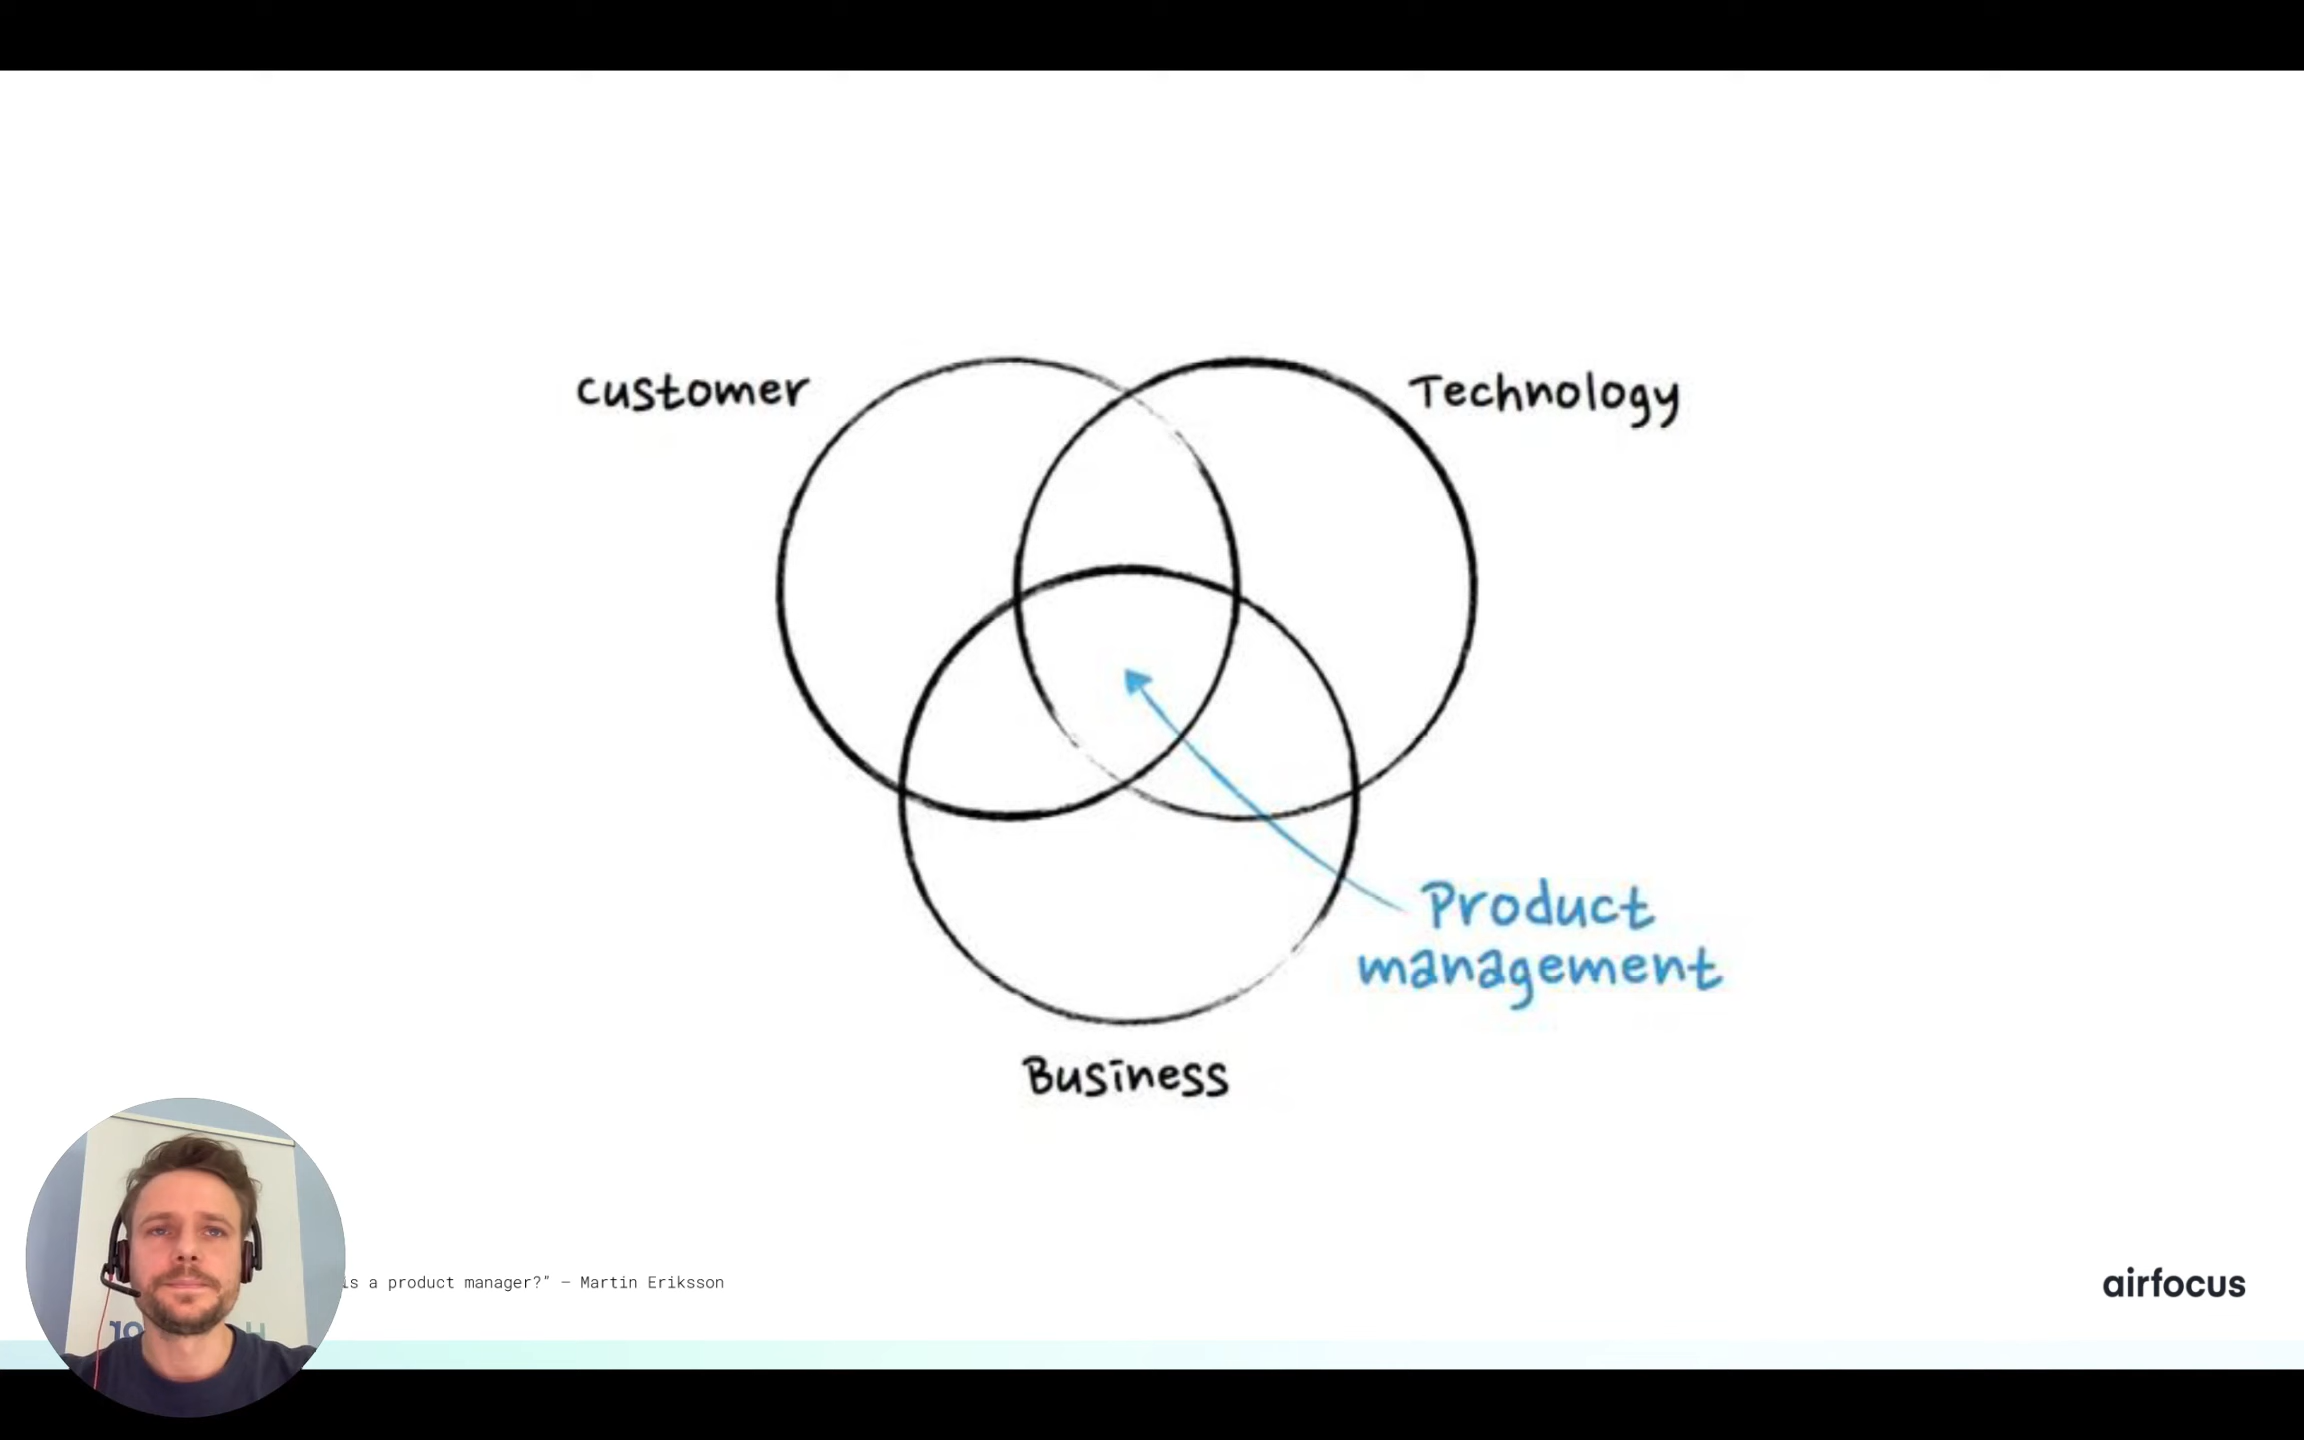 customer
Technology
Product
management
Business
is a product manager?” – Martin Eriksson
airfocus